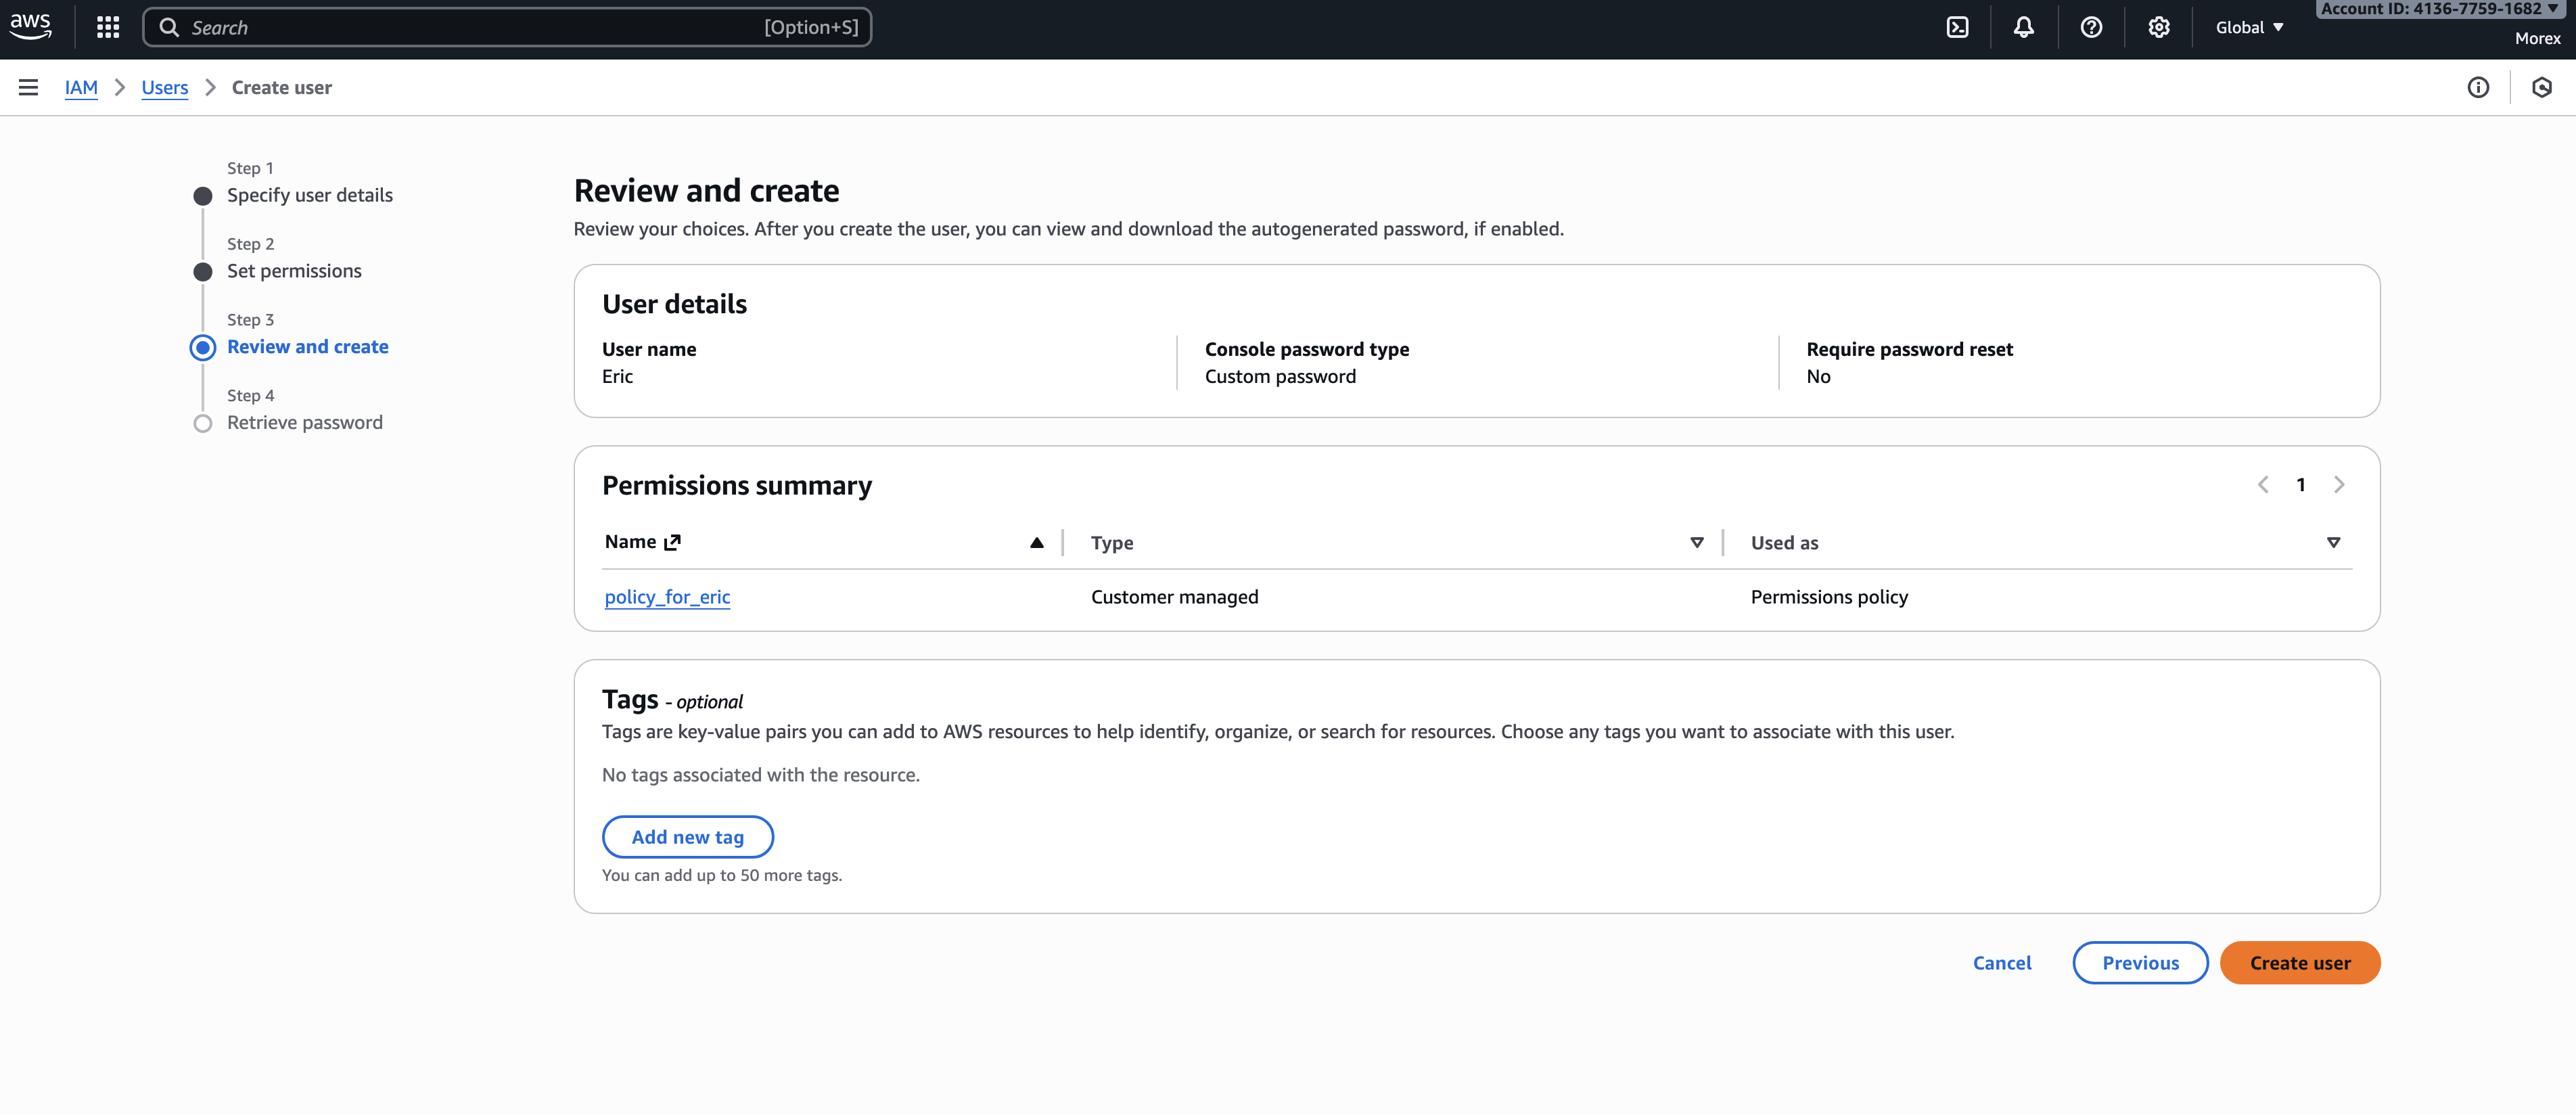 aws
Search [Option+S]
Global
Account ID: 4136-7759-1682
Morex
IAM Users Create user
Step 1
Specify user details
Step 2
Set permissions
Step 3
Review and create
Step 4
Retrieve password
Review and create
Review your choices. After you create the user, you can view and download the autogenerated password, if enabled.
User details
User name Console password type Require password reset
Eric Custom password No
Permissions summary 1
Name Type Used as
policy_for_eric Customer managed Permissions policy
Tags - optional
Tags are key-value pairs you can add to AWS resources to help identify, organize, or search for resources. Choose any tags you want to associate with this user.
No tags associated with the resource.
Add new tag
You can add up to 50 more tags.
Cancel Previous Create user